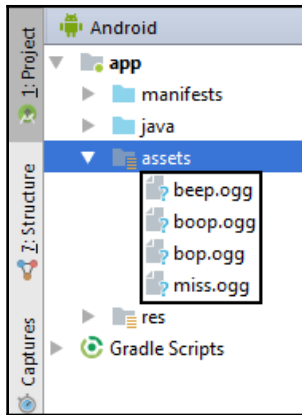 Android
1: Project
app
manifests
java
assets
beep.ogg
boop.ogg
bop.ogg
miss.ogg
7: Structure
res
Gradle Scripts
Captures